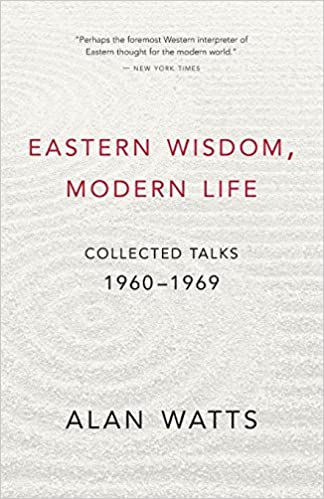 "Perhaps the foremost Western interpreter of
Eastern thought for the modern world."
— NEW YORK TIMES
EASTERN WISDOM,
MODERN LIFE
COLLECTED TALKS
1960–1969
ALAN WATTS